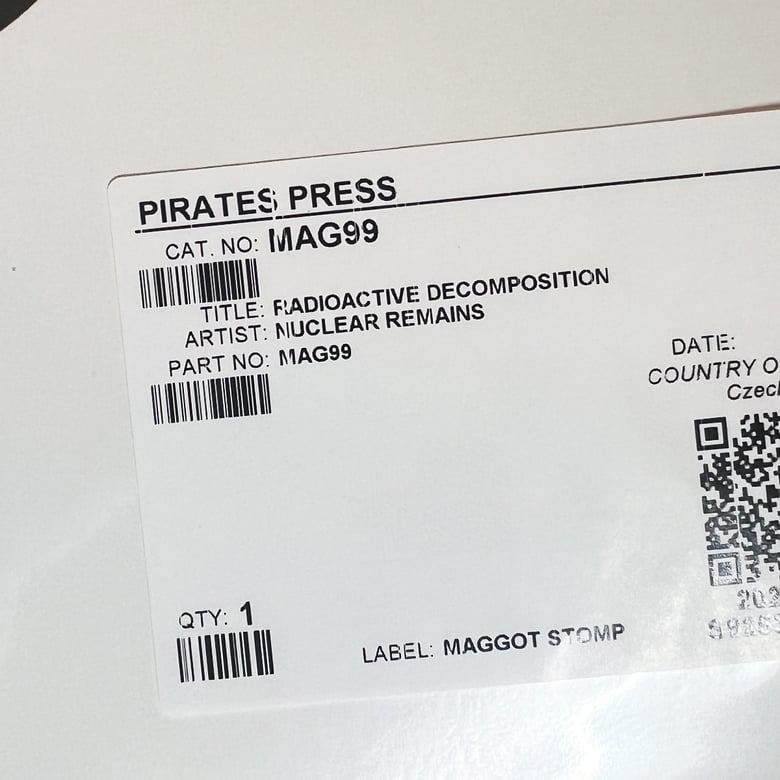 PIRATES PRESS
CAT. NO: MAG99
TITLE: RADIOACTIVE DECOMPOSITION
ARTIST: NUCLEAR REMAINS
PART NO: MAG99
DATE:
COUNTRY O
Czech
QTY: 1
LABEL: MAGGOT STOMP